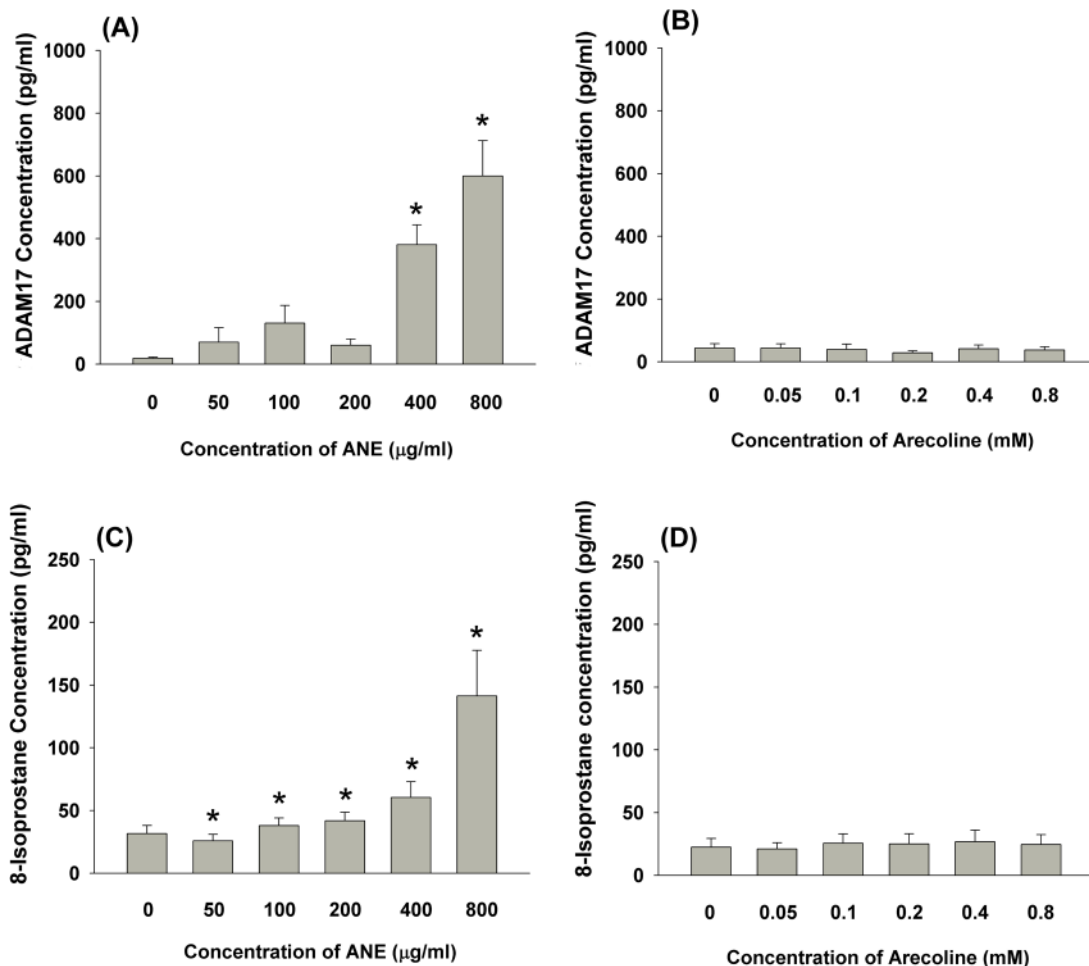 (A)
ADAM17 Concentration (pg/ml)
1000
800
600
400
200
0
*
*
0 50 100 200 400 800
Concentration of ANE (μg/ml)
(B)
ADAM17 Concentration (pg/ml)
1000
800
600
400
200
0
0 0.05 0.1 0.2 0.4 0.8
Concentration of Arecoline (mM)
(C)
8-Isoprostane Concentration (pg/ml)
250
200
150
100
50
0
* * * * *
0 50 100 200 400 800
Concentration of ANE (μg/ml)
(D)
8-Isoprostane concentration (pg/ml)
250
200
150
100
50
0
0 0.05 0.1 0.2 0.4 0.8
Concentration of Arecoline (mM)